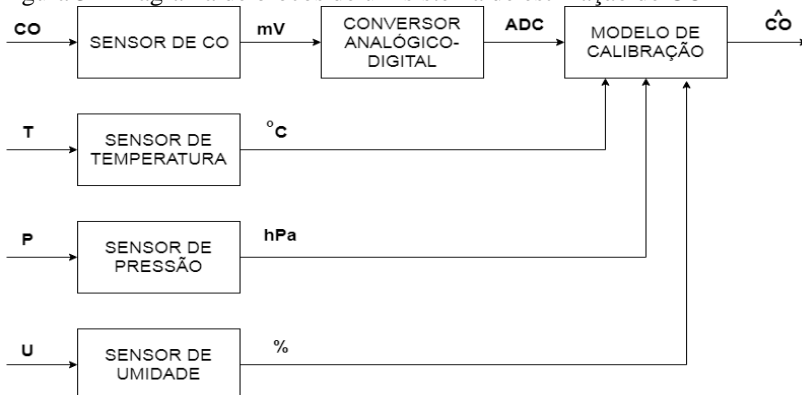 CO
SENSOR DE CO
mV
CONVERSOR
ANALÓGICO-
DIGITAL
ADC
MODELO DE
CALIBRAÇÃO
ĈO
T
SENSOR DE
TEMPERATURA
°C
P
SENSOR DE
PRESSÃO
hPa
U
SENSOR DE
UMIDADE
%